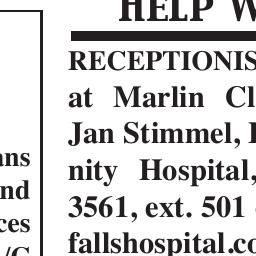 HELP W
RECEPTIONIS
at Marlin Cl
Jan Stimmel,
nity Hospital,
3561, ext. 501
fallshospital.co
ans
nd
ces
/G